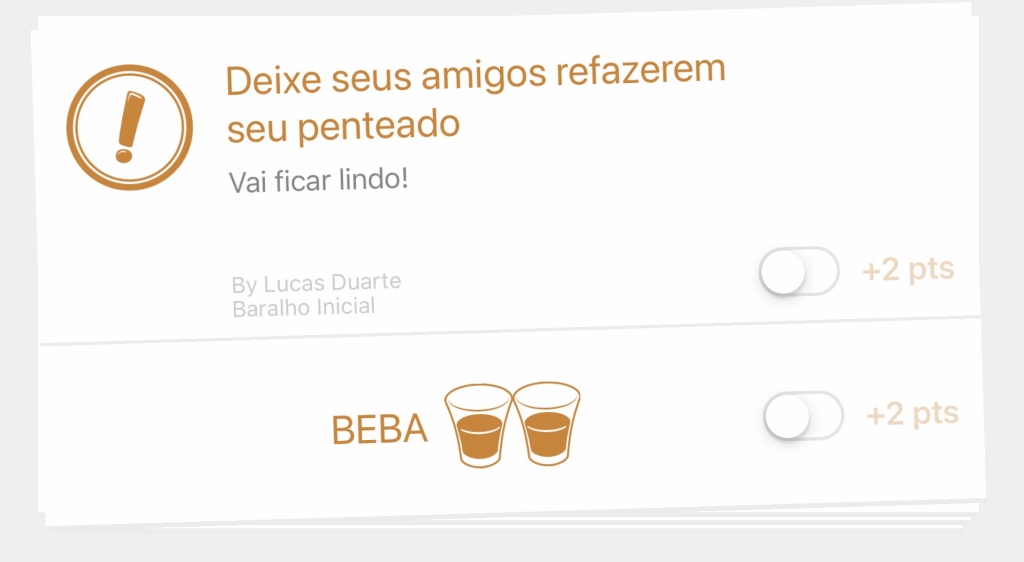 Deixe seus amigos refazerem
seu penteado
Vai ficar lindo!
By Lucas Duarte
Baralho Inicial
+2 pts
BEBA
+2 pts